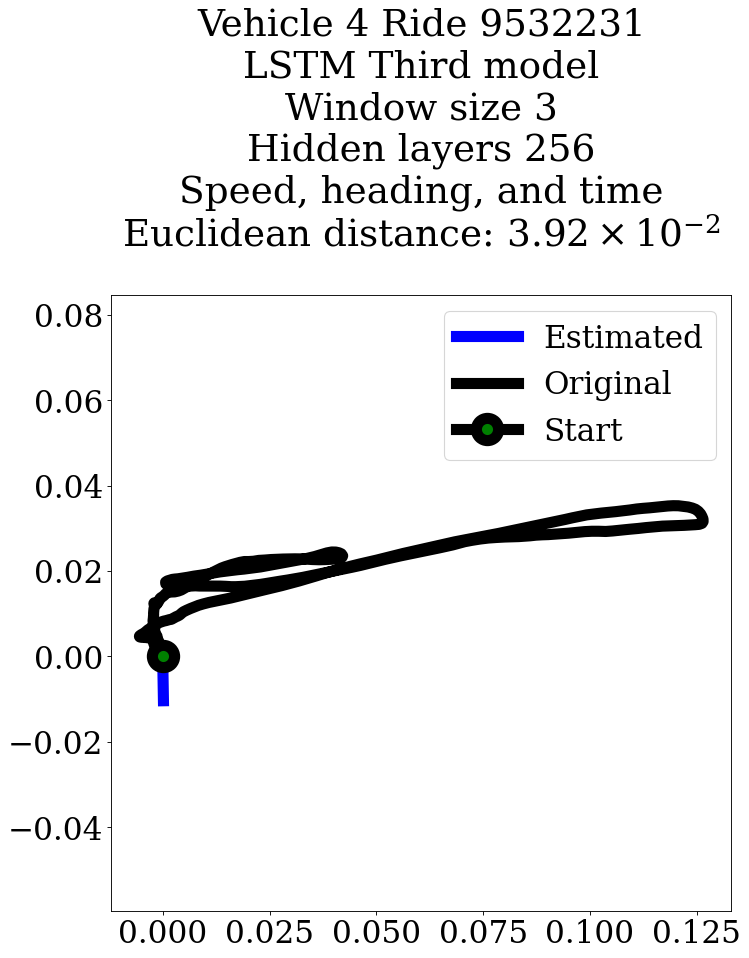 Vehicle 4 Ride 9532231
LSTM Third model
Window size 3
Hidden layers 256
Speed, heading, and time
Euclidean distance: 3.92 × 10⁻²
Estimated
Original
Start
0.08
0.06
0.04
0.02
0.00
−0.02
−0.04
0.000 0.025 0.050 0.075 0.100 0.125